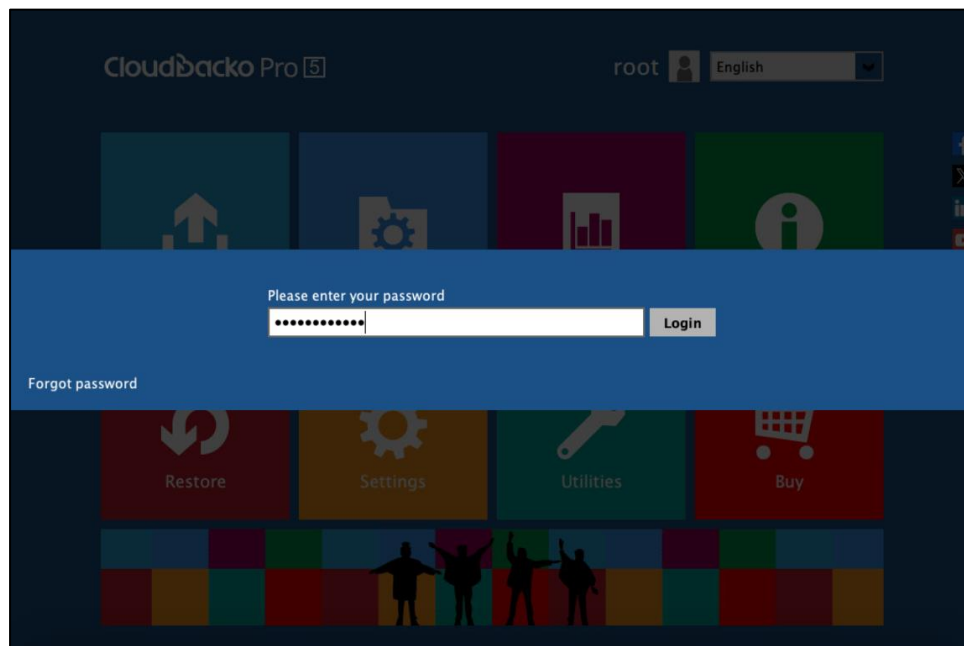 CloudBacko Pro 5
root
English
Please enter your password
••••••••••••
Login
Forgot password
Restore
Settings
Utilities
Buy